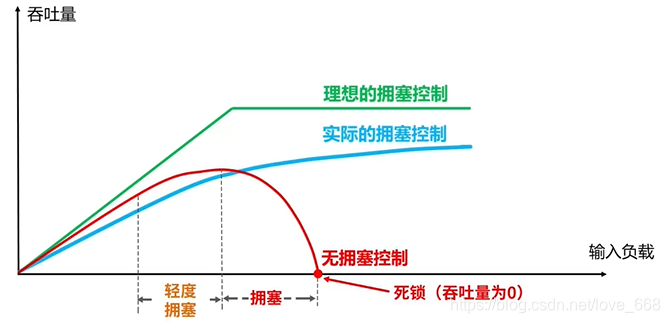 吞吐量
理想的拥塞控制
实际的拥塞控制
无拥塞控制
输入负载
轻度
拥塞
拥塞
死锁（吞吐量为0）
https://blog.csdn.net/love_668